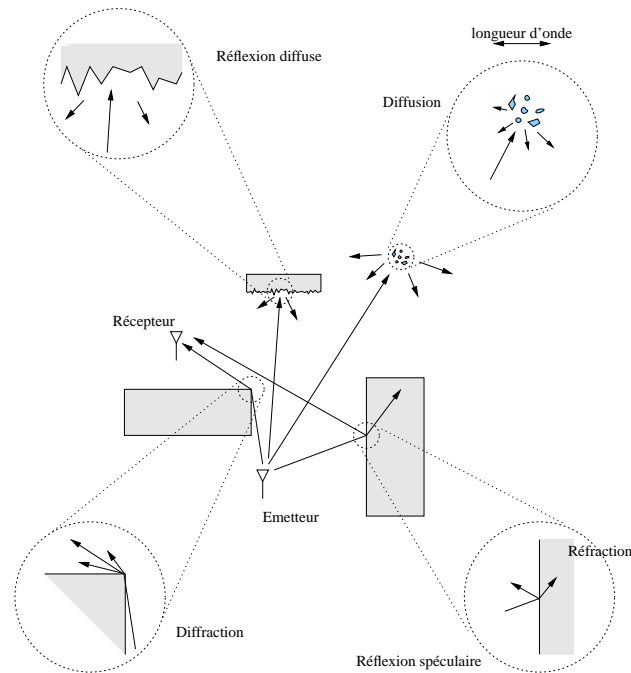 longueur d'onde
Réflexion diffuse
Diffusion
Récepteur
Emetteur
Réfraction
Diffraction
Réflexion spéculaire